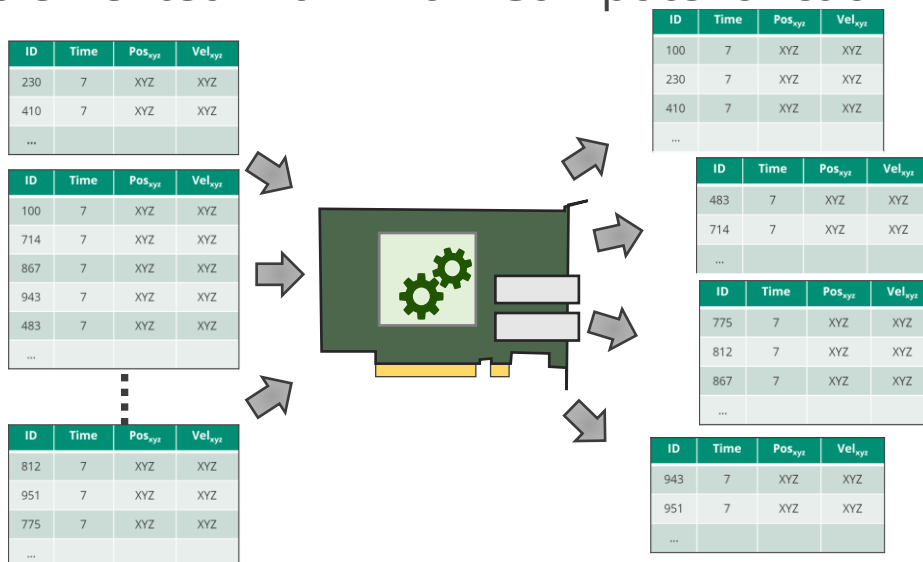 ID Time Posxyz Velxyz
230 7 XYZ XYZ
410 7 XYZ XYZ
...
ID Time Posxyz Velxyz
100 7 XYZ XYZ
714 7 XYZ XYZ
867 7 XYZ XYZ
943 7 XYZ XYZ
483 7 XYZ XYZ
...
ID Time Posxyz Velxyz
812 7 XYZ XYZ
951 7 XYZ XYZ
775 7 XYZ XYZ
...
ID Time Posxyz Velxyz
100 7 XYZ XYZ
230 7 XYZ XYZ
410 7 XYZ XYZ
...
ID Time Posxyz Velxyz
483 7 XYZ XYZ
714 7 XYZ XYZ
...
ID Time Posxyz Velxyz
775 7 XYZ XYZ
812 7 XYZ XYZ
867 7 XYZ XYZ
...
ID Time Posxyz Velxyz
943 7 XYZ XYZ
951 7 XYZ XYZ
...